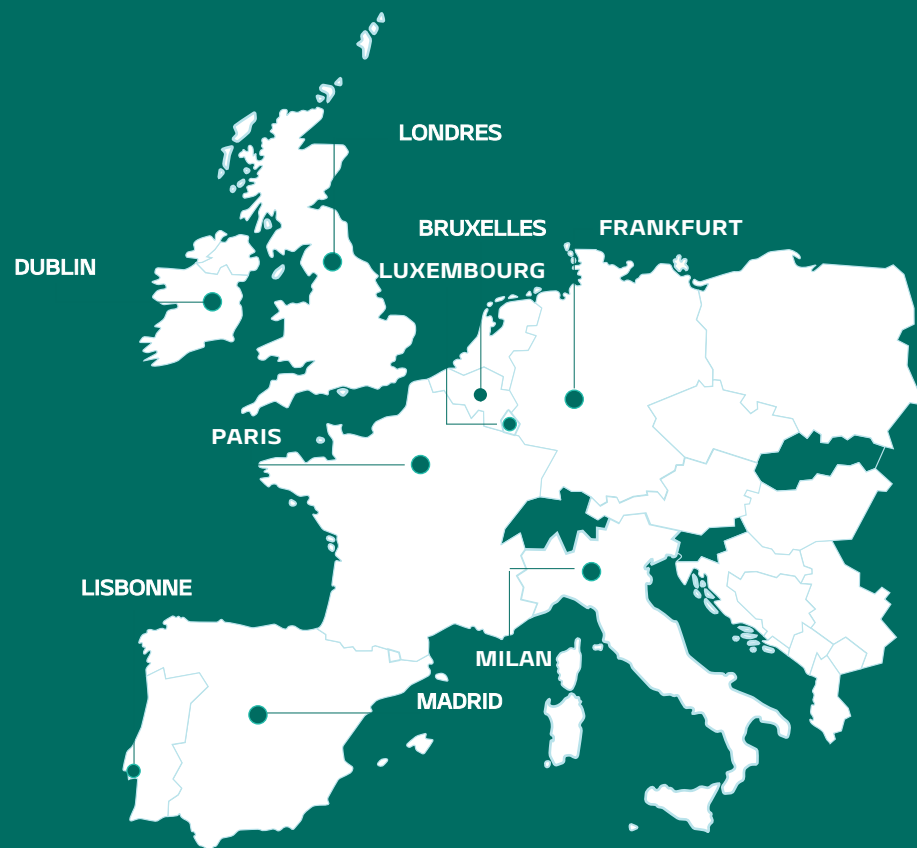 LONDRES
BRUXELLES
FRANKFURT
DUBLIN
LUXEMBOURG
PARIS
LISBONNE
MILAN
MADRID